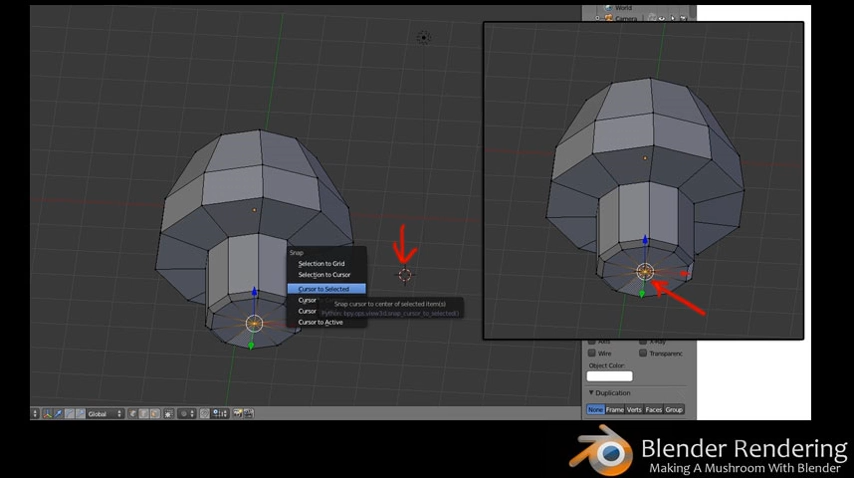 World
Camera
Snap
Selection to Grid
Selection to Cursor
Cursor to Selected
Cursor
Snap cursor to center of selected item(s)
Cursor
Python: bpy.ops.view3d.snap_cursor_to_selected()
Cursor to Active
Wire
Transparenc
Object Color:
Duplication
None Frame Verts Faces Group
Global
Blender Rendering
Making A Mushroom With Blender